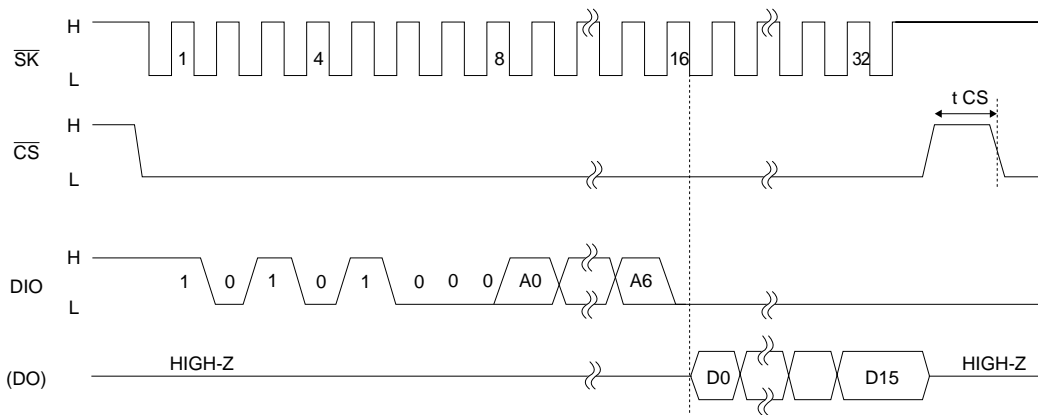 H
SK
L
1 4 8 16 32
H
CS
L
t CS
H
DIO
L
1 0 1 0 1 0 0 0 A0 A6
(DO)
HIGH-Z D0 D15 HIGH-Z